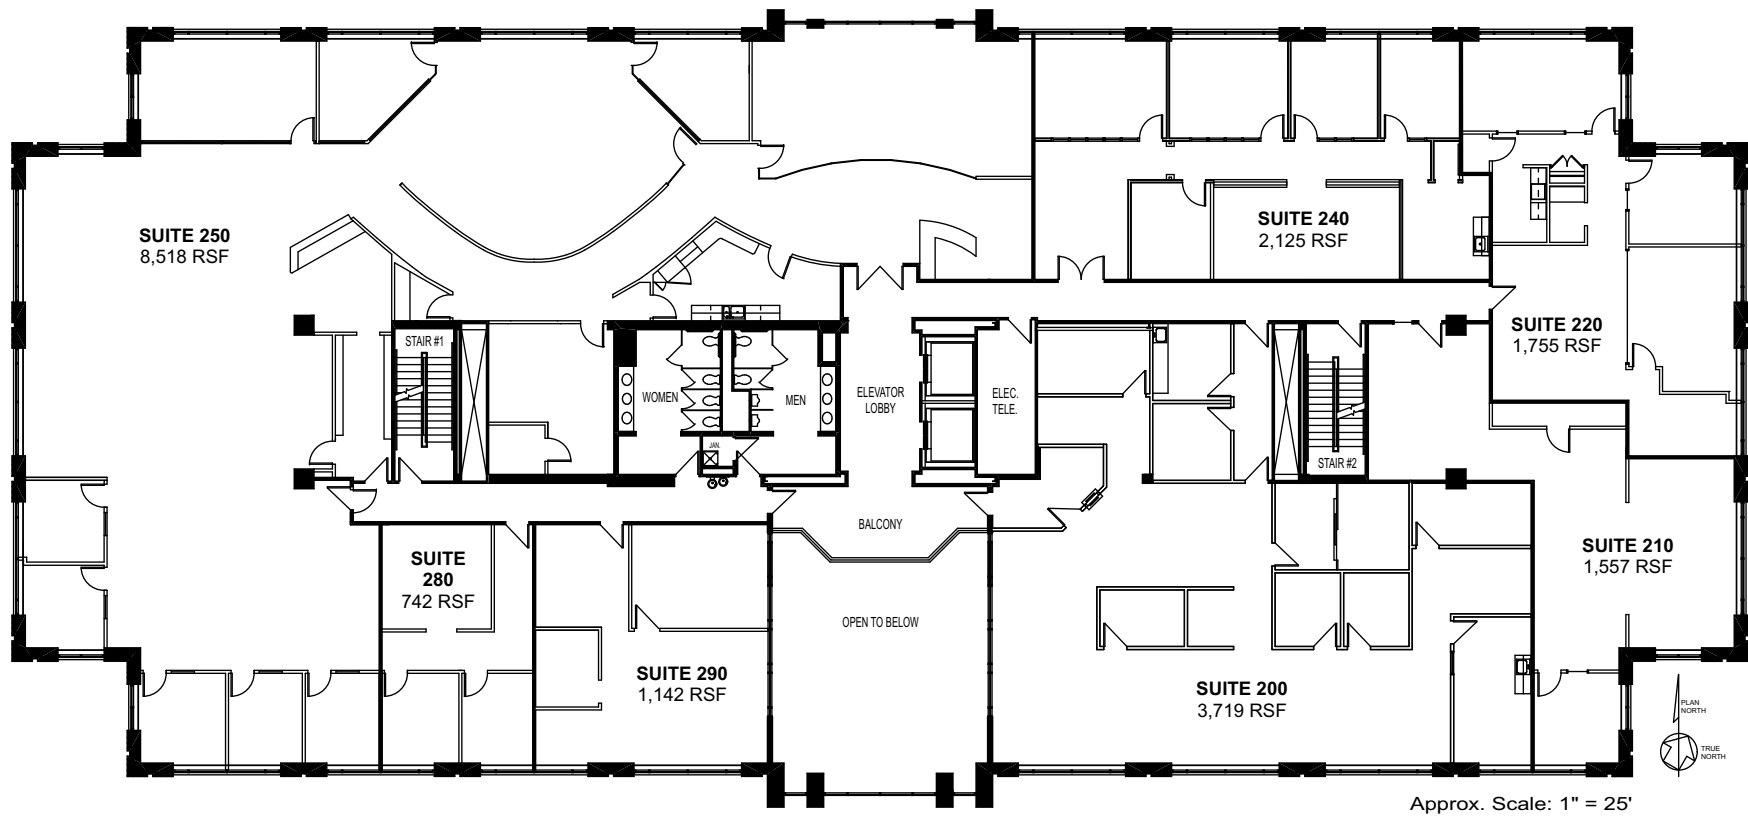 SUITE 250
8,518 RSF
SUITE 240
2,125 RSF
SUITE 220
1,755 RSF
STAIR #1
WOMEN
MEN
JAN.
ELEVATOR
LOBBY
ELEC.
TELE.
STAIR #2
BALCONY
SUITE
280
742 RSF
SUITE 210
1,557 RSF
OPEN TO BELOW
SUITE 290
1,142 RSF
SUITE 200
3,719 RSF
PLAN
NORTH
TRUE
NORTH
Approx. Scale: 1" = 25'